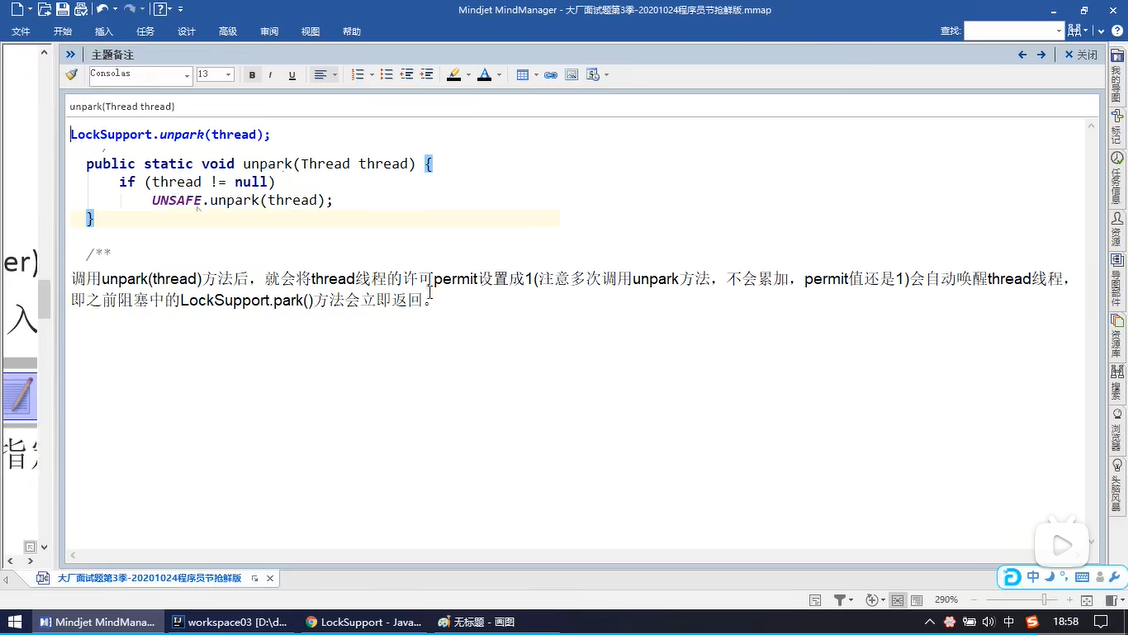 Mindjet MindManager - 大厂面试题第3季-20201024程序员节抢鲜版.mmap
文件 开始 插入 任务 设计 高级 审阅 视图 帮助 查找:
主题备注 关闭
Consolas 13 B I U
unpark(Thread thread)
LockSupport.unpark(thread);
public static void unpark(Thread thread) {
if (thread != null)
UNSAFE.unpark(thread);
}
/**
调用unpark(thread)方法后，就会将thread线程的许可permit设置成1(注意多次调用unpark方法，不会累加，permit值还是1)会自动唤醒thread线程，
即之前阻塞中的LockSupport.park()方法会立即返回。
er)
入
我的导图
标记
任务信息
资源
导图部件
资源库
搜索
浏览器
头脑风暴
大厂面试题第3季-20201024程序员节抢鲜版
中
290%
Mindjet MindMana... workspace03 [D:\d... LockSupport - Java... 无标题 - 画图 中 18:58